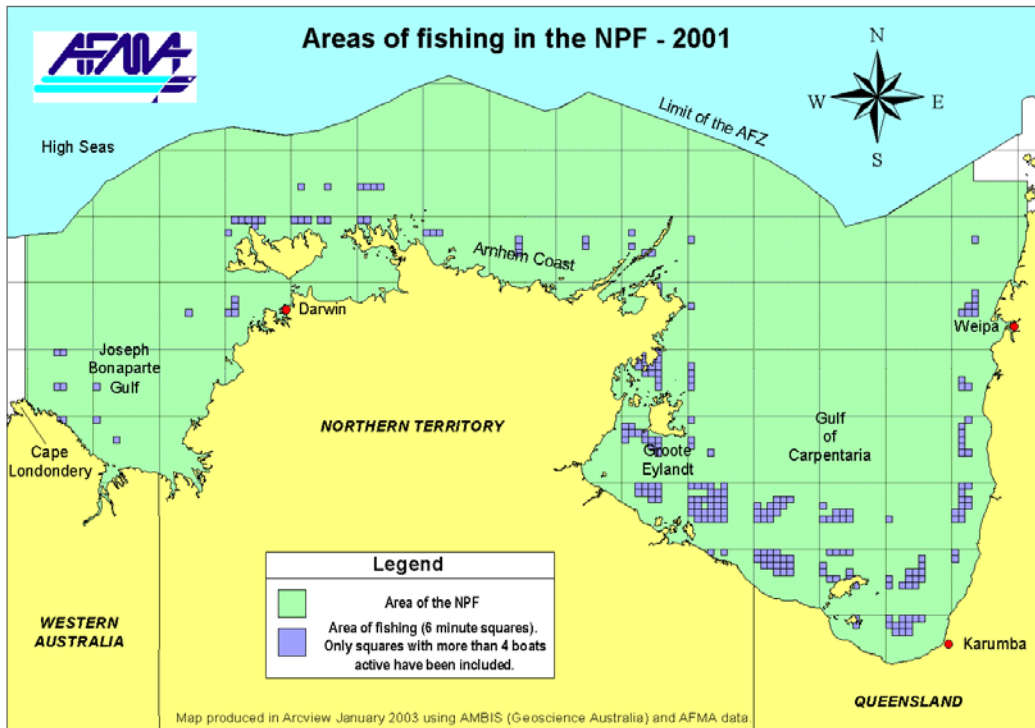 AFMA
Areas of fishing in the NPF - 2001
N
W
E
S
Limit of the AFZ
High Seas
Arnhem Coast
Darwin
Weipa
Joseph
Bonaparte
Gulf
NORTHERN TERRITORY
Gulf
of
Carpentaria
Cape
Londondery
Groote
Eylandt
Legend
Area of the NPF
Area of fishing (6 minute squares).
Only squares with more than 4 boats
active have been included.
WESTERN
AUSTRALIA
Karumba
QUEENSLAND
Map produced in Arcview January 2003 using AMBIS (Geoscience Australia) and AFMA data.